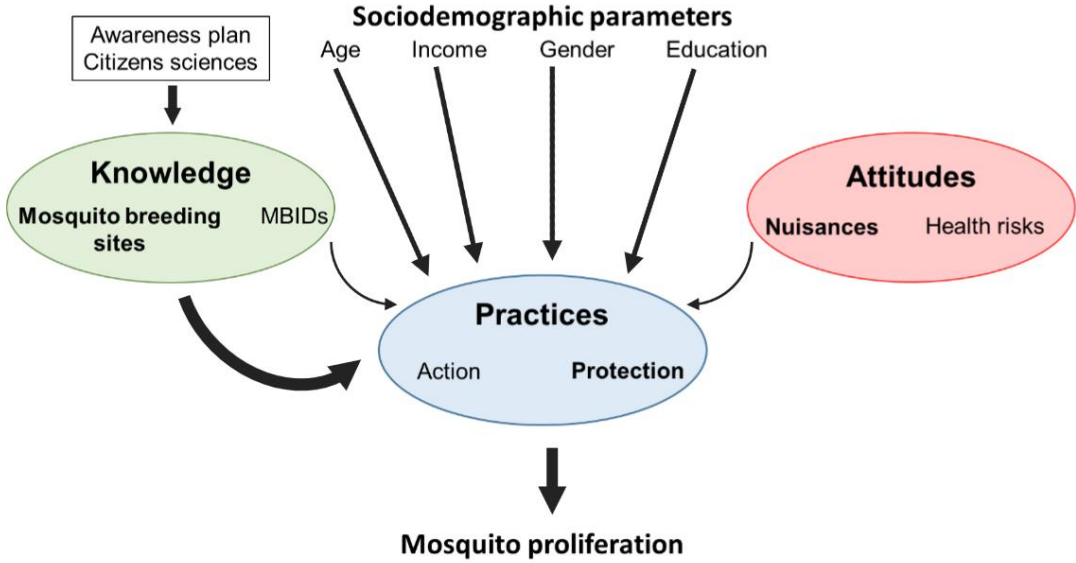 Sociodemographic parameters
Awareness plan
Citizens sciences
Age Income Gender Education
Knowledge
Mosquito breeding
sites
MBIDs
Attitudes
Nuisances Health risks
Practices
Action Protection
Mosquito proliferation